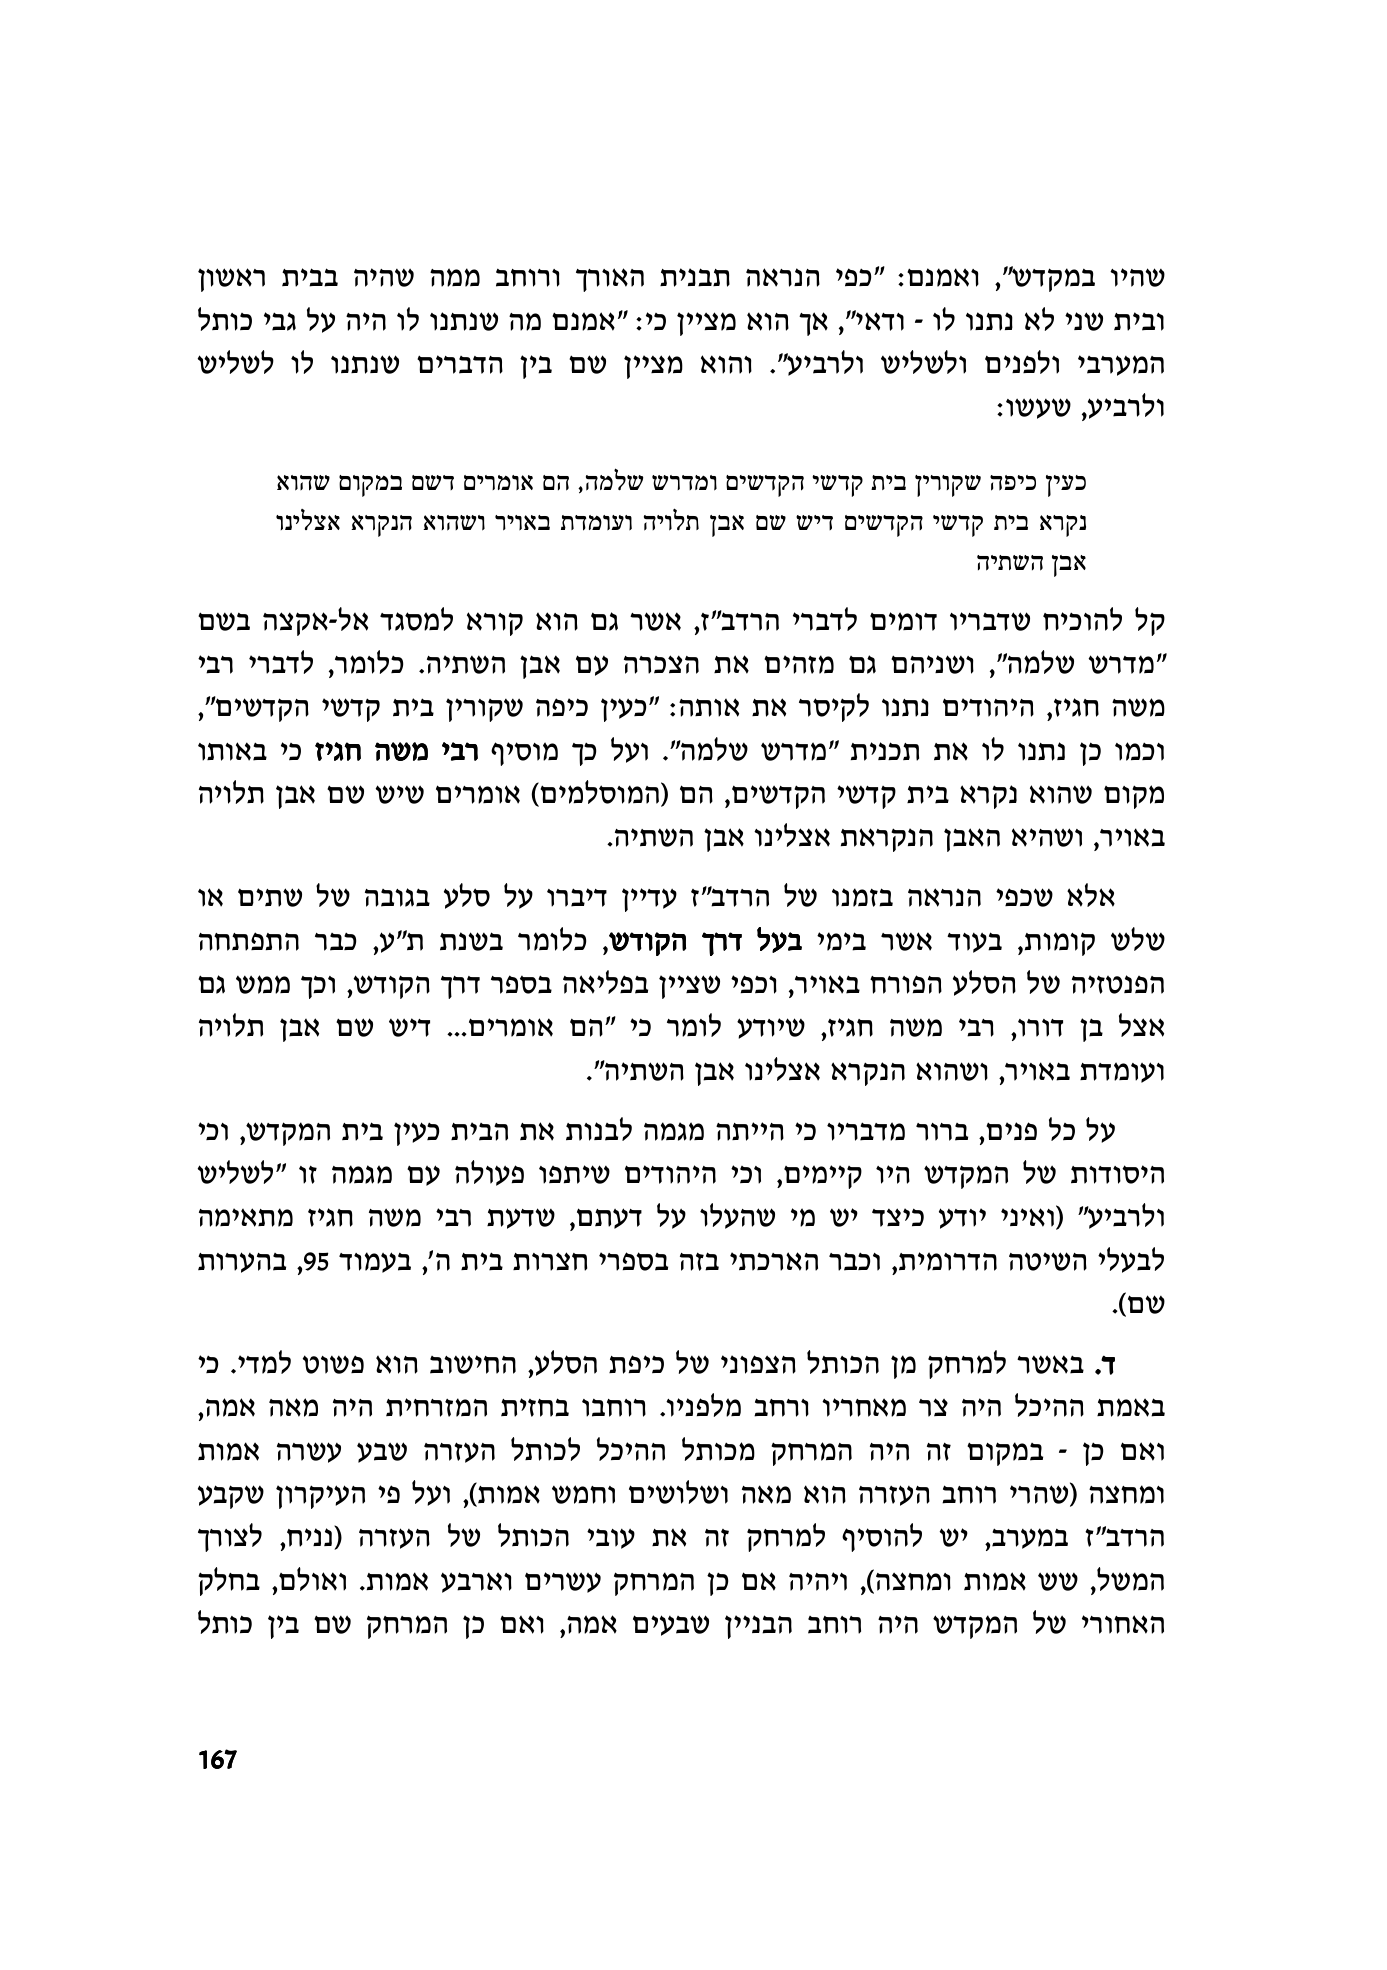 שהיו במקדש", ואמנם: "כפי הנראה תבנית האורך ורוחב ממה שהיה בבית ראשון
ובית שני לא נתנו לו - ודאי", אך הוא מציין כי: "אמנם מה שנתנו לו היה על גבי כותל
המערבי ולפנים ולשליש ולרביע". והוא מציין שם בין הדברים שנתנו לו לשליש
ולרביע, שעשו:
כעין כיפה שקורין בית קדשי הקדשים ומדרש שלמה, הם אומרים דשם במקום שהוא
נקרא בית קדשי הקדשים דיש שם אבן תלויה ועומדת באויר ושהוא הנקרא אצלינו
אבן השתיה
קל להוכיח שדבריו דומים לדברי הרדב"ז, אשר גם הוא קורא למסגד אל-אקצה בשם
"מדרש שלמה", ושניהם גם מזהים את הצכרה עם אבן השתיה. כלומר, לדברי רבי
משה חגיז, היהודים נתנו לקיסר את אותה: "כעין כיפה שקורין בית קדשי הקדשים",
וכמו כן נתנו לו את תכנית "מדרש שלמה". ועל כך מוסיף רבי משה חגיז כי באותו
מקום שהוא נקרא בית קדשי הקדשים, הם (המוסלמים) אומרים שיש שם אבן תלויה
באויר, ושהיא האבן הנקראת אצלינו אבן השתיה.
אלא שכפי הנראה בזמנו של הרדב"ז עדיין דיברו על סלע בגובה של שתים או
שלש קומות, בעוד אשר בימי בעל דרך הקודש, כלומר בשנת ת"ע, כבר התפתחה
הפנטזיה של הסלע הפורח באויר, וכפי שציין בפליאה בספר דרך הקודש, וכך ממש גם
אצל בן דורו, רבי משה חגיז, שיודע לומר כי "הם אומרים... דיש שם אבן תלויה
ועומדת באויר, ושהוא הנקרא אצלינו אבן השתיה".
על כל פנים, ברור מדבריו כי הייתה מגמה לבנות את הבית כעין בית המקדש, וכי
היסודות של המקדש היו קיימים, וכי היהודים שיתפו פעולה עם מגמה זו "לשליש
ולרביע" (ואיני יודע כיצד יש מי שהעלו על דעתם, שדעת רבי משה חגיז מתאימה
לבעלי השיטה הדרומית, וכבר הארכתי בזה בספרי חצרות בית ה', בעמוד 95, בהערות
שם).
ד. באשר למרחק מן הכותל הצפוני של כיפת הסלע, החישוב הוא פשוט למדי. כי
באמת ההיכל היה צר מאחריו ורחב מלפניו. רוחבו בחזית המזרחית היה מאה אמה,
ואם כן - במקום זה היה המרחק מכותל ההיכל לכותל העזרה שבע עשרה אמות
ומחצה (שהרי רוחב העזרה הוא מאה ושלושים וחמש אמות), ועל פי העיקרון שקבע
הרדב"ז במערב, יש להוסיף למרחק זה את עובי הכותל של העזרה (נניח, לצורך
המשל, שש אמות ומחצה), ויהיה אם כן המרחק עשרים וארבע אמות. ואולם, בחלק
האחורי של המקדש היה רוחב הבניין שבעים אמה, ואם כן המרחק שם בין כותל
167